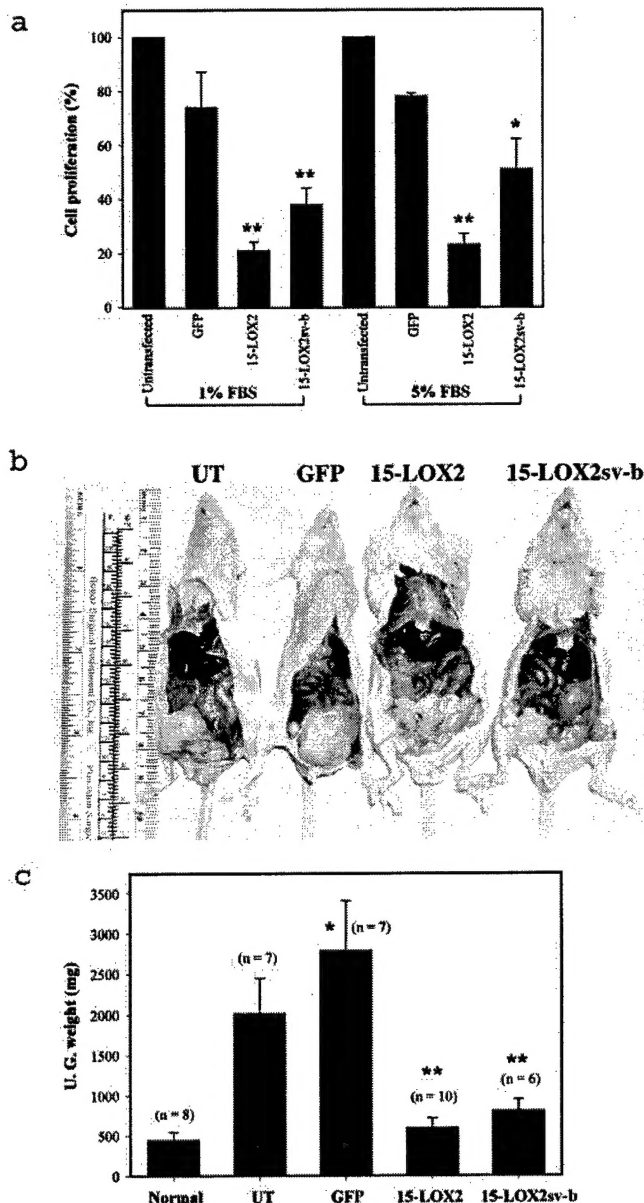 a
100
80
60
40
20
0
Cell proliferation (%)
**
**
**
*
Untransfected
GFP
15-LOX2
15-LOX2sv-b
Untransfected
GFP
15-LOX2
15-LOX2sv-b
1% FBS
5% FBS
b
UT
GFP
15-LOX2
15-LOX2sv-b
c
3500
3000
2500
2000
1500
1000
500
0
U. G. weight (mg)
(n = 8)
(n = 7)
* (n = 7)
**
(n = 10)
**
(n = 6)
Normal
UT
GFP
15-LOX2
15-LOX2sv-b